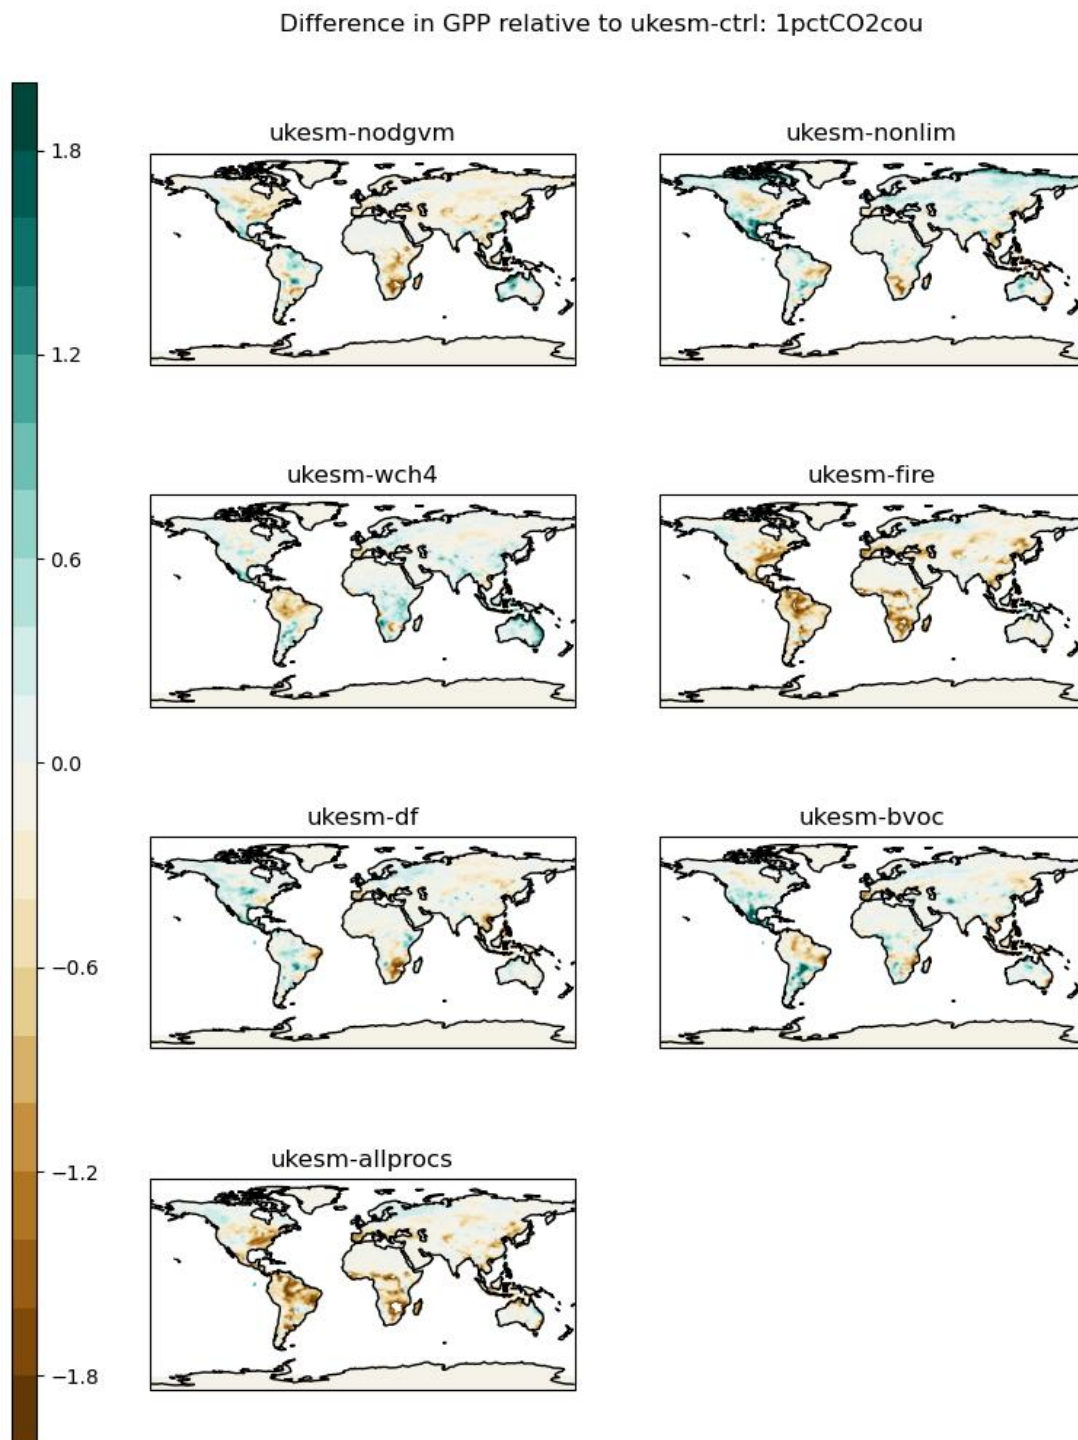 Difference in GPP relative to ukesm-ctrl: 1pctCO2cou
1.8
1.2
0.6
0.0
−0.6
−1.2
−1.8
ukesm-nodgvm
ukesm-nonlim
ukesm-wch4
ukesm-fire
ukesm-df
ukesm-bvoc
ukesm-allprocs